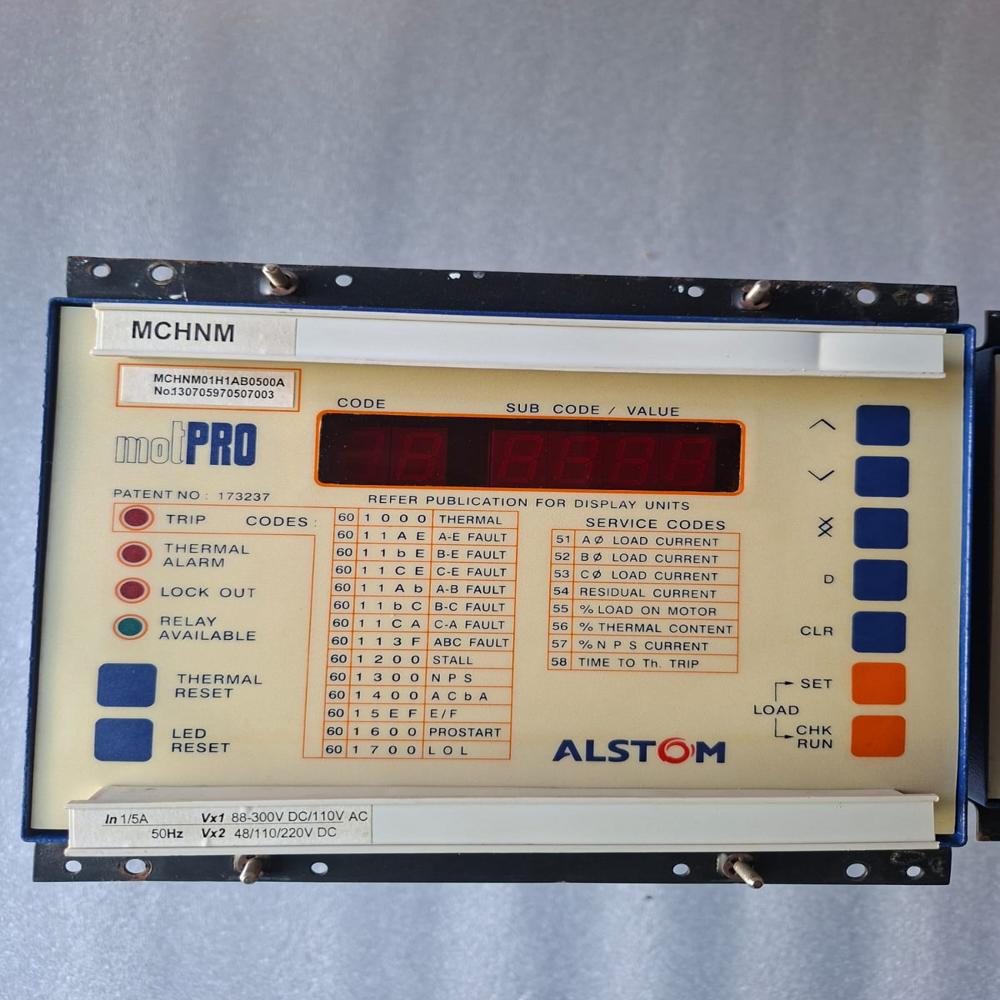 MCHNM
MCHNM01H1AB0500A
No.130705970507003
motPRO
PATENT NO : 173237
CODE SUB CODE / VALUE
REFER PUBLICATION FOR DISPLAY UNITS
TRIP CODES :
THERMAL
ALARM
LOCK OUT
RELAY
AVAILABLE
THERMAL
RESET
LED
RESET
60 1 0 0 0 THERMAL
60 1 1 A E A-E FAULT
60 1 1 b E B-E FAULT
60 1 1 C E C-E FAULT
60 1 1 A b A-B FAULT
60 1 1 b C B-C FAULT
60 1 1 C A C-A FAULT
60 1 1 3 F ABC FAULT
60 1 2 0 0 STALL
60 1 3 0 0 N P S
60 1 4 0 0 A C b A
60 1 5 E F E/F
60 1 6 0 0 PROSTART
60 1 7 0 0 L O L
SERVICE CODES
51 A Ø LOAD CURRENT
52 B Ø LOAD CURRENT
53 C Ø LOAD CURRENT
54 RESIDUAL CURRENT
55 % LOAD ON MOTOR
56 % THERMAL CONTENT
57 % N P S CURRENT
58 TIME TO Th. TRIP
D
CLR
SET
LOAD
CHK
RUN
ALSTOM
In 1/5A Vx1 88-300V DC/110V AC
50Hz Vx2 48/110/220V DC